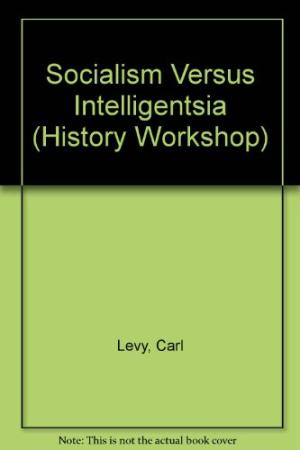 Socialism Versus
Intelligentsia
(History Workshop)
Levy, Carl
Note: This is not the actual book cover